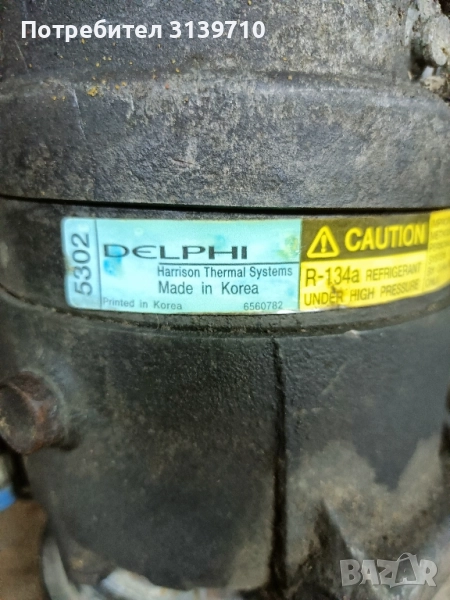 Потребител 3139710
5302
DELPHI
Harrison Thermal Systems
Made in Korea
Printed in Korea 6560782
CAUTION
R-134a REFRIGERANT
UNDER HIGH PRESSURE
BAZAR